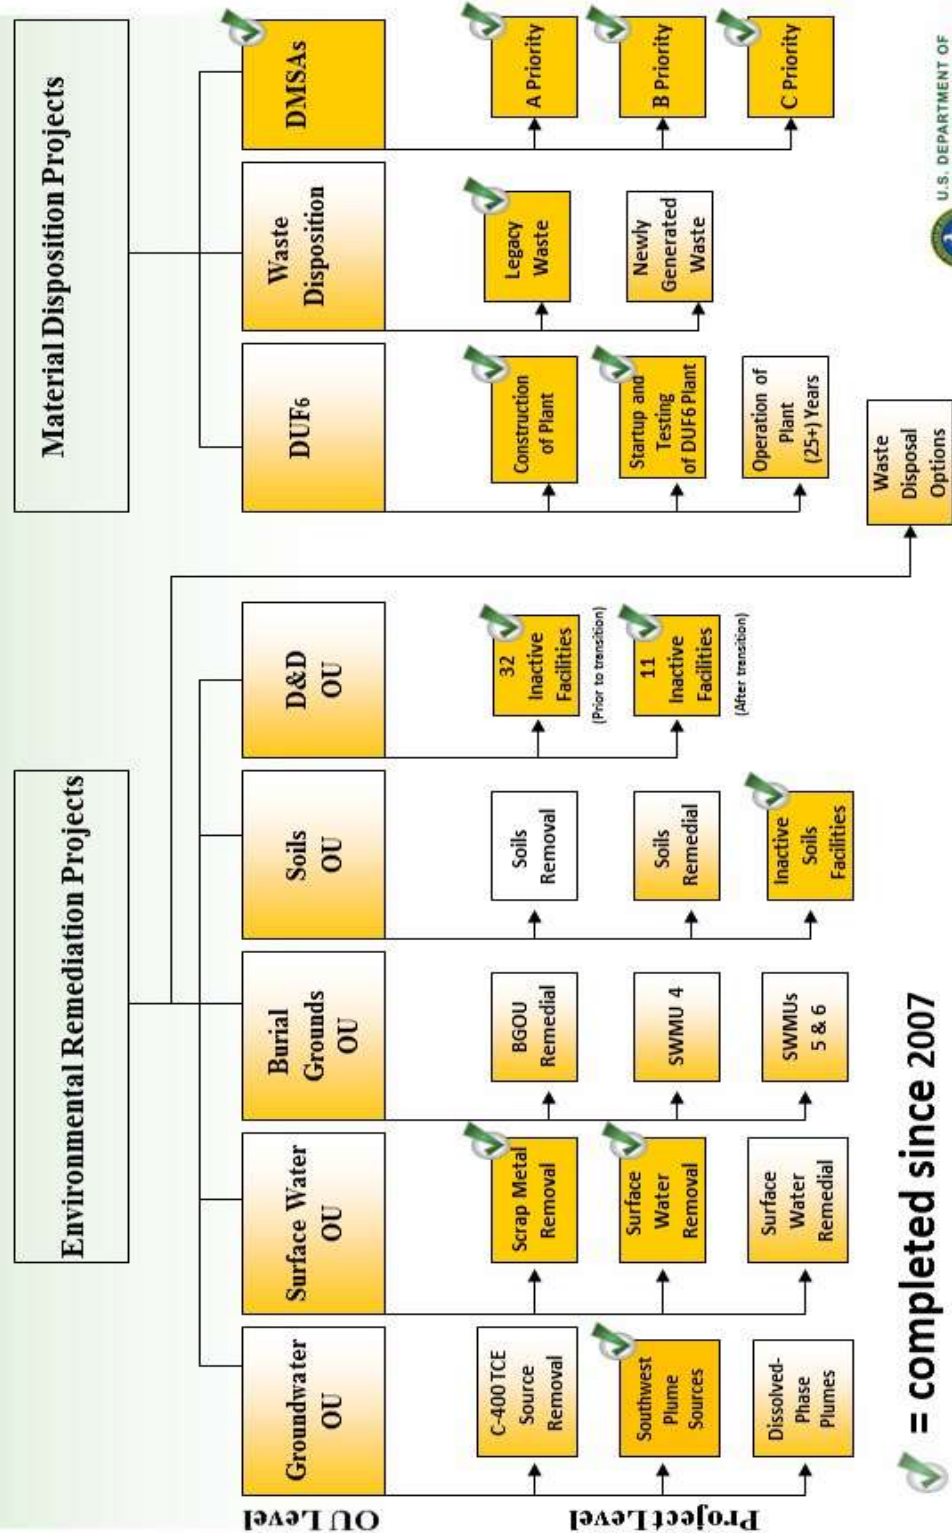 Environmental Remediation Projects
Material Disposition Projects
OU Level
Groundwater
OU
Surface Water
OU
Burial
Grounds
OU
Soils
OU
D&D
OU
DUF6
Waste
Disposition
DMSAs
Project Level
C-400 TCE
Source
Removal
Southwest
Plume
Sources
Dissolved-
Phase
Plumes
Scrap Metal
Removal
Surface
Water
Removal
Surface
Water
Remedial
BGOU
Remedial
SWMU 4
SWMUs
5 & 6
Soils
Removal
Soils
Remedial
Inactive
Soils
Facilities
32
Inactive
Facilities
(Prior to transition)
11
Inactive
Facilities
(After transition)
Waste
Disposal
Options
Construction
of Plant
Startup and
Testing
of DUF6 Plant
Operation of
Plant
(25+) Years
Legacy
Waste
Newly
Generated
Waste
A Priority
B Priority
C Priority
= completed since 2007
U.S. DEPARTMENT OF